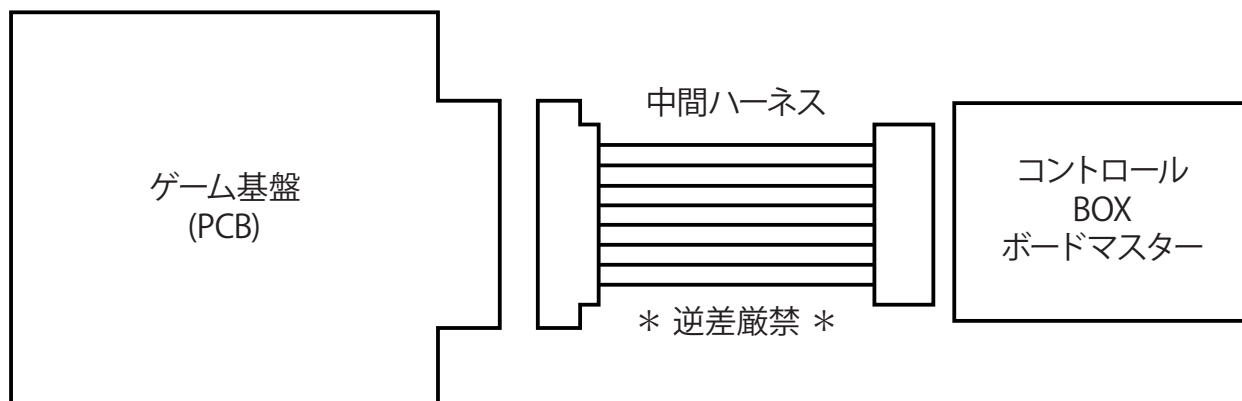 中間ハーネス
ゲーム基盤
(PCB)
コントロール
BOX
ボードマスター
＊ 逆差厳禁 ＊